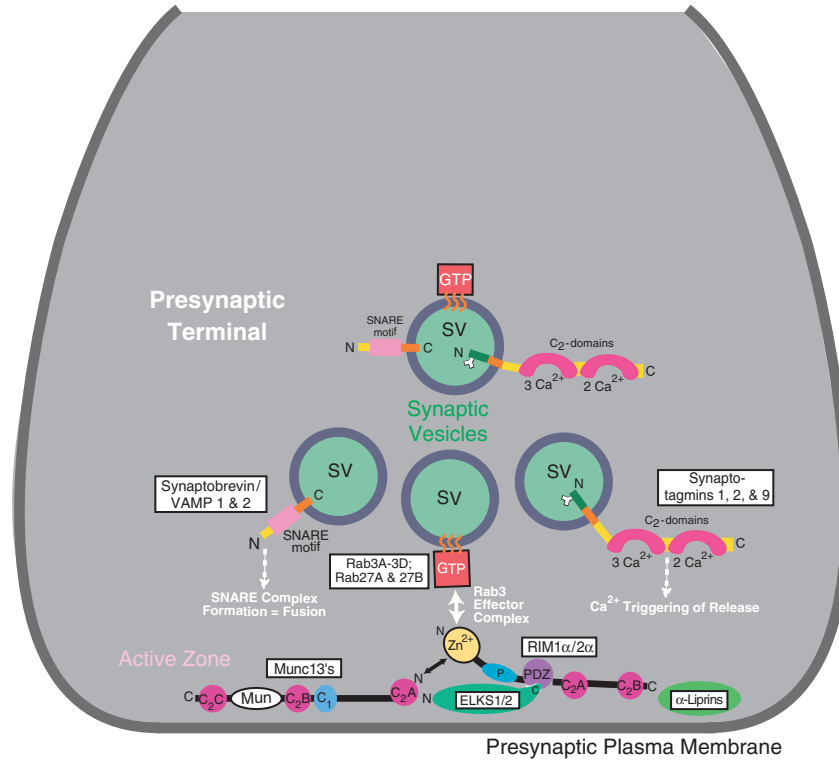 GTP
Presynaptic
Terminal
SNARE
motif
N
C
SV
N
C₂-domains
3 Ca²⁺
2 Ca²⁺
C
Synaptic
Vesicles
Synaptobrevin/
VAMP 1 & 2
SV
C
N
SNARE
motif
SNARE Complex
Formation = Fusion
SV
Rab3A-3D;
Rab27A & 27B
GTP
Rab3
Effector
Complex
SV
N
Synapto-
tagmins 1, 2, & 9
C₂-domains
3 Ca²⁺
2 Ca²⁺
C
Ca²⁺ Triggering of Release
Active Zone
Munc13's
C
C₂C
Mun
C₂B
C₁
C₂A
N
N
Zn²⁺
P
RIM1α/2α
PDZ
C
C₂A
C₂B
C
N
ELKS1/2
α-Liprins
Presynaptic Plasma Membrane